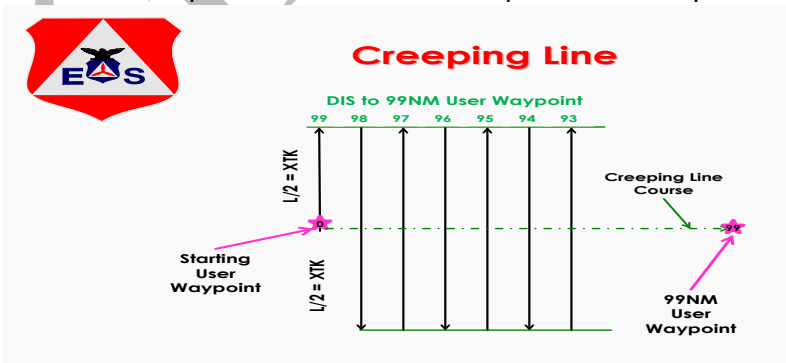 Creeping Line
E S
DIS to 99NM User Waypoint
99 98 97 96 95 94 93
L/2 = XTK
Creeping Line
Course
0
99
Starting
User
Waypoint
L/2 = XTK
99NM
User
Waypoint